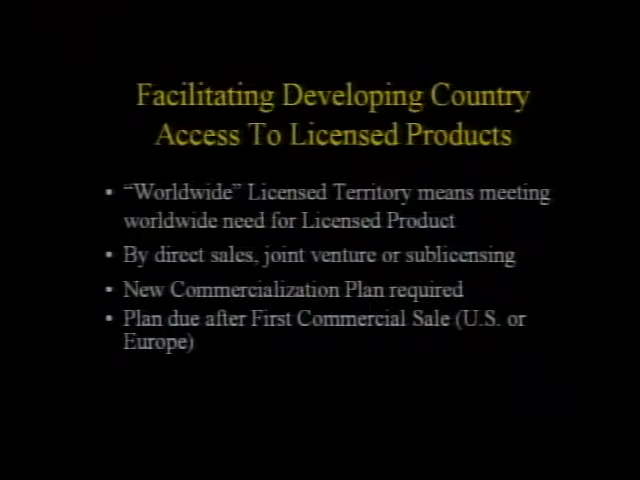 Facilitating Developing Country
Access To Licensed Products
• “Worldwide” Licensed Territory means meeting
worldwide need for Licensed Product
• By direct sales, joint venture or sublicensing
• New Commercialization Plan required
• Plan due after First Commercial Sale (U.S. or
Europe)